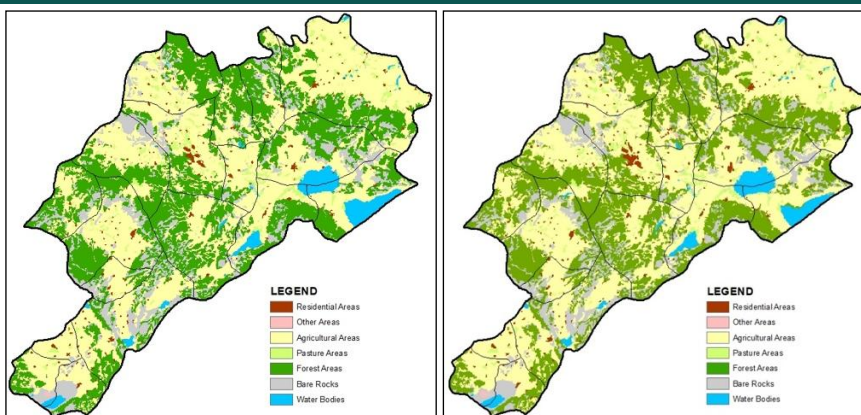 LEGEND
Residential Areas
Other Areas
Agricultural Areas
Pasture Areas
Forest Areas
Bare Rocks
Water Bodies
LEGEND
Residential Areas
Other Areas
Agricultural Areas
Pasture Areas
Forest Areas
Bare Rocks
Water Bodies